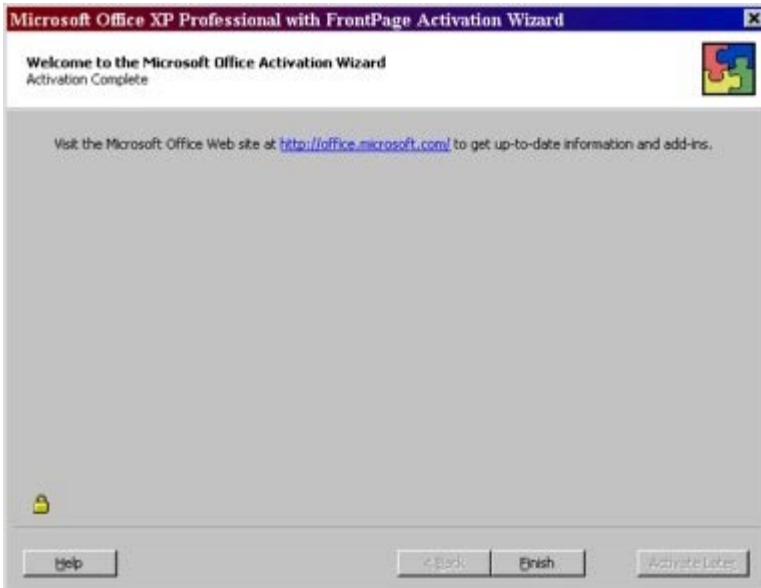 Microsoft Office XP Professional with FrontPage Activation Wizard
Welcome to the Microsoft Office Activation Wizard
Activation Complete
Visit the Microsoft Office Web site at http://office.microsoft.com/ to get up-to-date information and add-ins.
Help
< Back
Finish
Activate Later